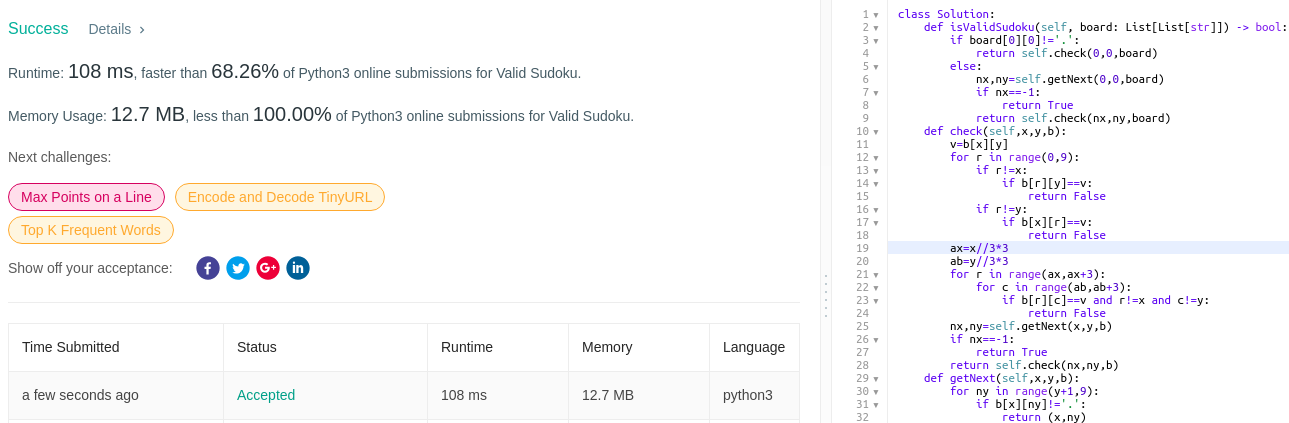 Success Details ›
Runtime: 108 ms, faster than 68.26% of Python3 online submissions for Valid Sudoku.
Memory Usage: 12.7 MB, less than 100.00% of Python3 online submissions for Valid Sudoku.
Next challenges:
Max Points on a Line Encode and Decode TinyURL
Top K Frequent Words
Show off your acceptance:
Time Submitted Status Runtime Memory Language
a few seconds ago Accepted 108 ms 12.7 MB python3
1 class Solution:
2     def isValidSudoku(self, board: List[List[str]]) -> bool:
3         if board[0][0]!='.':
4             return self.check(0,0,board)
5         else:
6             nx,ny=self.getNext(0,0,board)
7             if nx==-1:
8                 return True
9             return self.check(nx,ny,board)
10     def check(self,x,y,b):
11         v=b[x][y]
12         for r in range(0,9):
13             if r!=x:
14                 if b[r][y]==v:
15                     return False
16             if r!=y:
17                 if b[x][r]==v:
18                     return False
19         ax=x//3*3
20         ab=y//3*3
21         for r in range(ax,ax+3):
22             for c in range(ab,ab+3):
23                 if b[r][c]==v and r!=x and c!=y:
24                     return False
25         nx,ny=self.getNext(x,y,b)
26         if nx==-1:
27             return True
28         return self.check(nx,ny,b)
29     def getNext(self,x,y,b):
30         for ny in range(y+1,9):
31             if b[x][ny]!='.':
32                 return (x,ny)